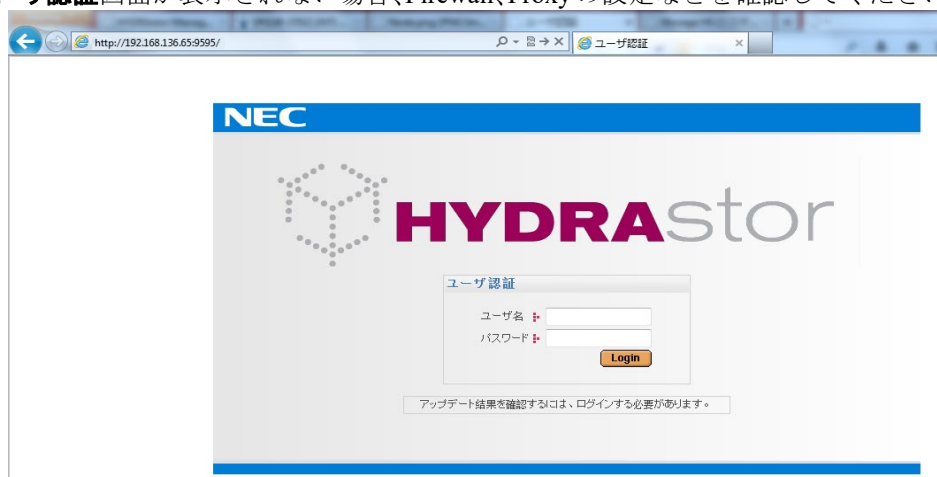 認証画面が表示されない場合、Firewall、Proxy の設定などを確認してください
http://192.168.136.65:9595/
ユーザ認証
NEC
HYDRAstor
ユーザ認証
ユーザ名
パスワード
Login
アップデート結果を確認するには、ログインする必要があります。